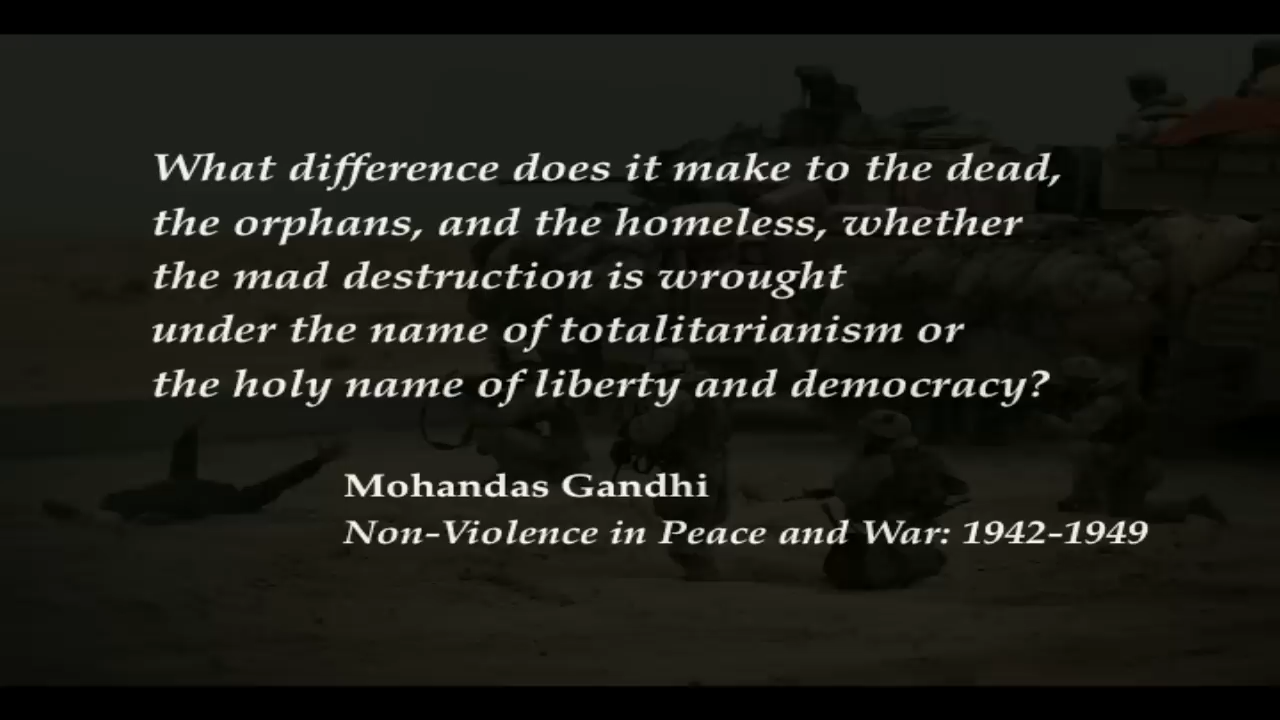 What difference does it make to the dead,
the orphans, and the homeless, whether
the mad destruction is wrought
under the name of totalitarianism or
the holy name of liberty and democracy?
Mohandas Gandhi
Non-Violence in Peace and War: 1942-1949